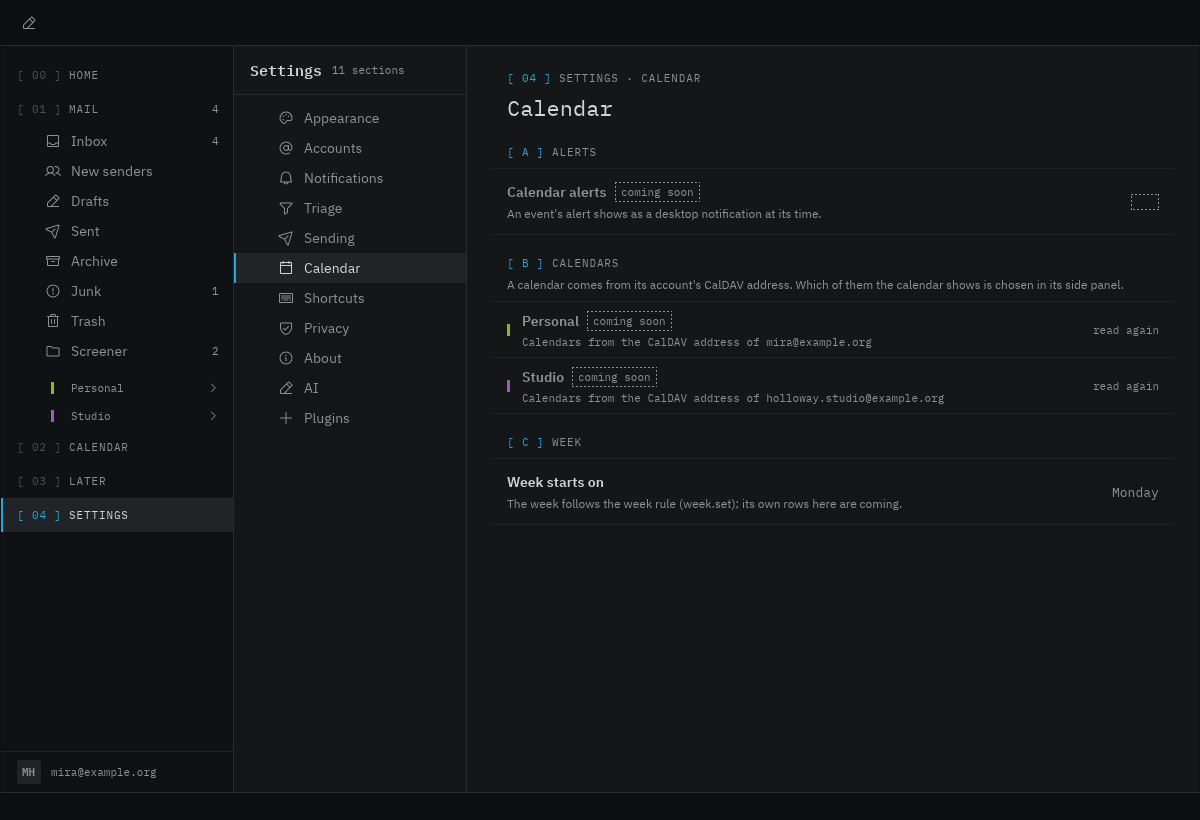 [ 00 ] HOME
[ 01 ] MAIL 4
Inbox 4
New senders
Drafts
Sent
Archive
Junk 1
Trash
Screener 2
Personal
Studio
[ 02 ] CALENDAR
[ 03 ] LATER
[ 04 ] SETTINGS
MH mira@example.org
Settings 11 sections
Appearance
Accounts
Notifications
Triage
Sending
Calendar
Shortcuts
Privacy
About
AI
Plugins
[ 04 ] SETTINGS · CALENDAR
Calendar
[ A ] ALERTS
Calendar alerts coming soon
An event's alert shows as a desktop notification at its time.
[ B ] CALENDARS
A calendar comes from its account's CalDAV address. Which of them the calendar shows is chosen in its side panel.
Personal coming soon
Calendars from the CalDAV address of mira@example.org
read again
Studio coming soon
Calendars from the CalDAV address of holloway.studio@example.org
read again
[ C ] WEEK
Week starts on
The week follows the week rule (week.set); its own rows here are coming.
Monday